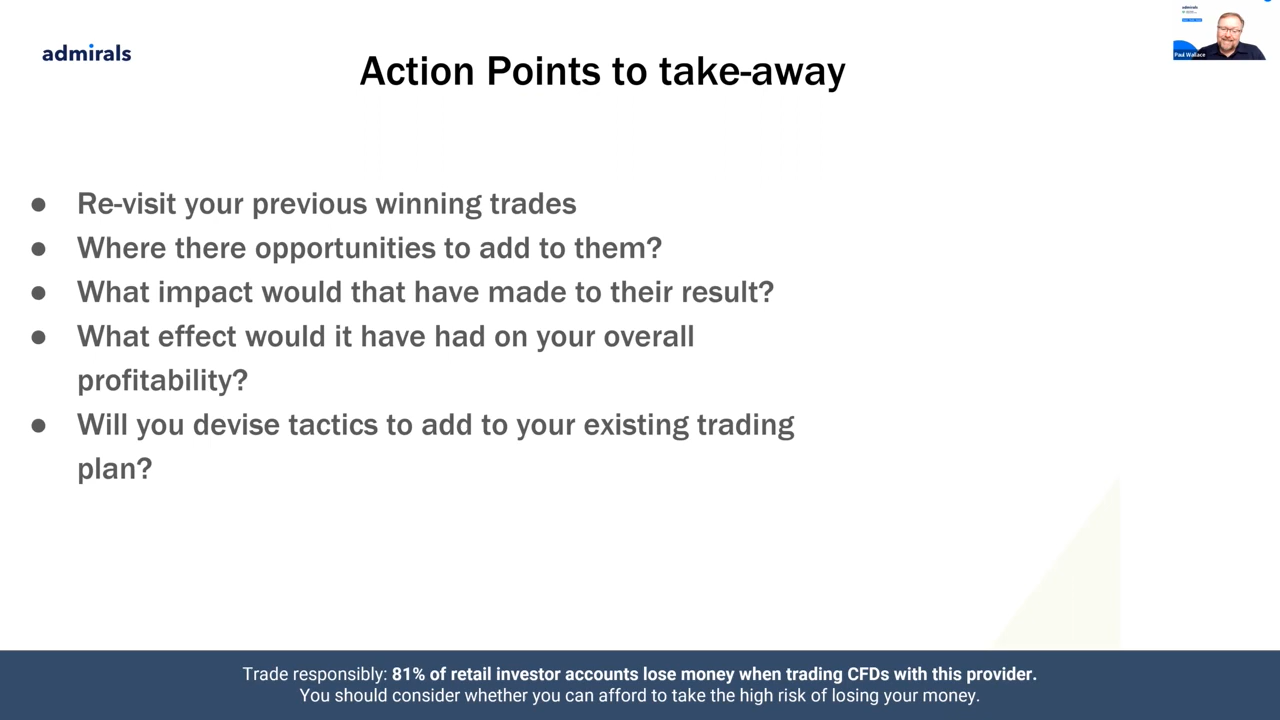 admirals
Action Points to take-away
admirals
Paul Wallace
● Re-visit your previous winning trades
● Where there opportunities to add to them?
● What impact would that have made to their result?
● What effect would it have had on your overall
profitability?
● Will you devise tactics to add to your existing trading
plan?
Trade responsibly: 81% of retail investor accounts lose money when trading CFDs with this provider.
You should consider whether you can afford to take the high risk of losing your money.